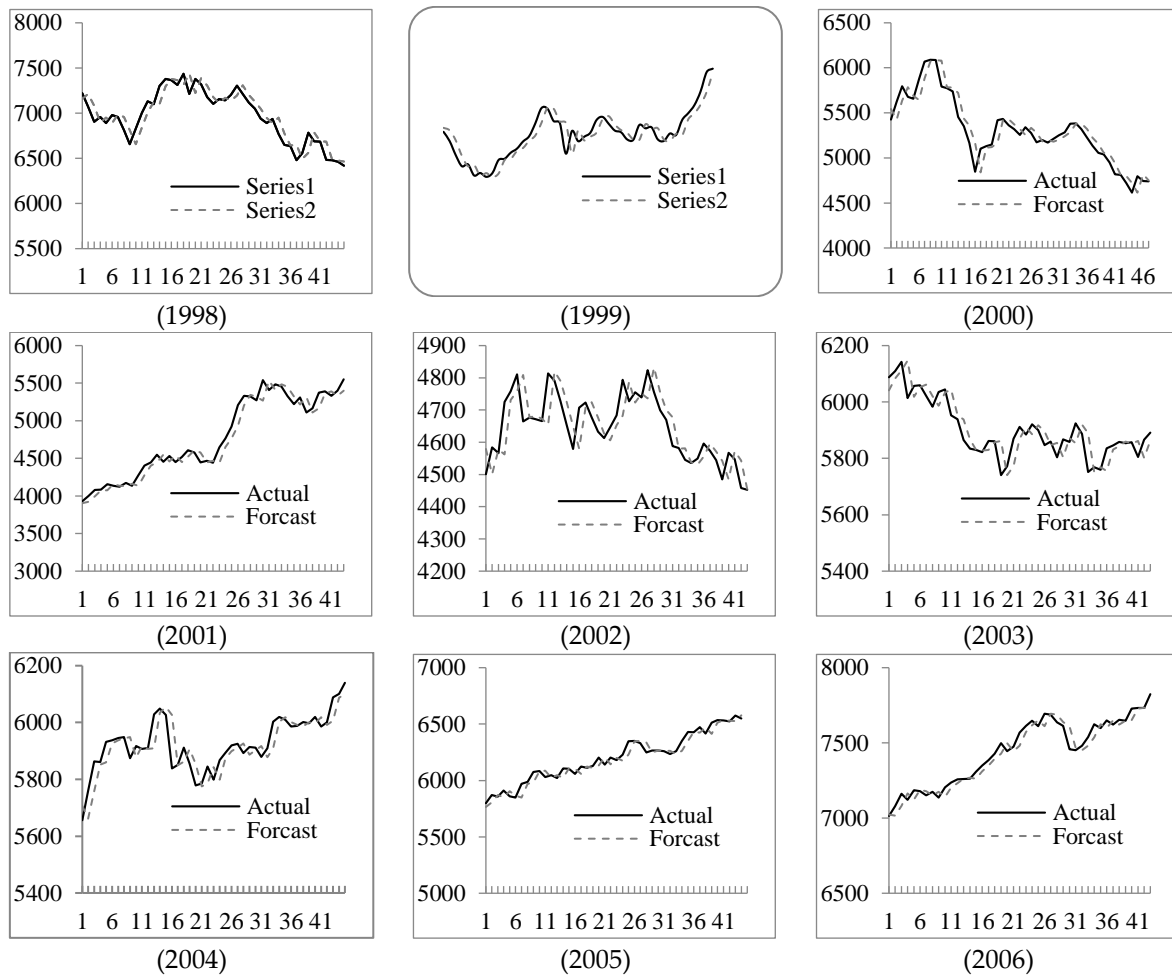 8000
7500
7000
6500
6000
5500
Series1
Series2
1 6 11 16 21 26 31 36 41
(1998)
Series1
Series2
(1999)
6500
6000
5500
5000
4500
4000
Actual
Forcast
1 6 11 16 21 26 31 36 41 46
(2000)
6000
5500
5000
4500
4000
3500
3000
Actual
Forcast
1 6 11 16 21 26 31 36 41
(2001)
4900
4800
4700
4600
4500
4400
4300
4200
Actual
Forcast
1 6 11 16 21 26 31 36 41
(2002)
6200
6000
5800
5600
5400
Actual
Forcast
1 6 11 16 21 26 31 36 41
(2003)
6200
6000
5800
5600
5400
Actual
Forcast
1 6 11 16 21 26 31 36 41
(2004)
7000
6500
6000
5500
5000
Actual
Forcast
1 6 11 16 21 26 31 36 41
(2005)
8000
7500
7000
6500
Actual
Forcast
1 6 11 16 21 26 31 36 41
(2006)